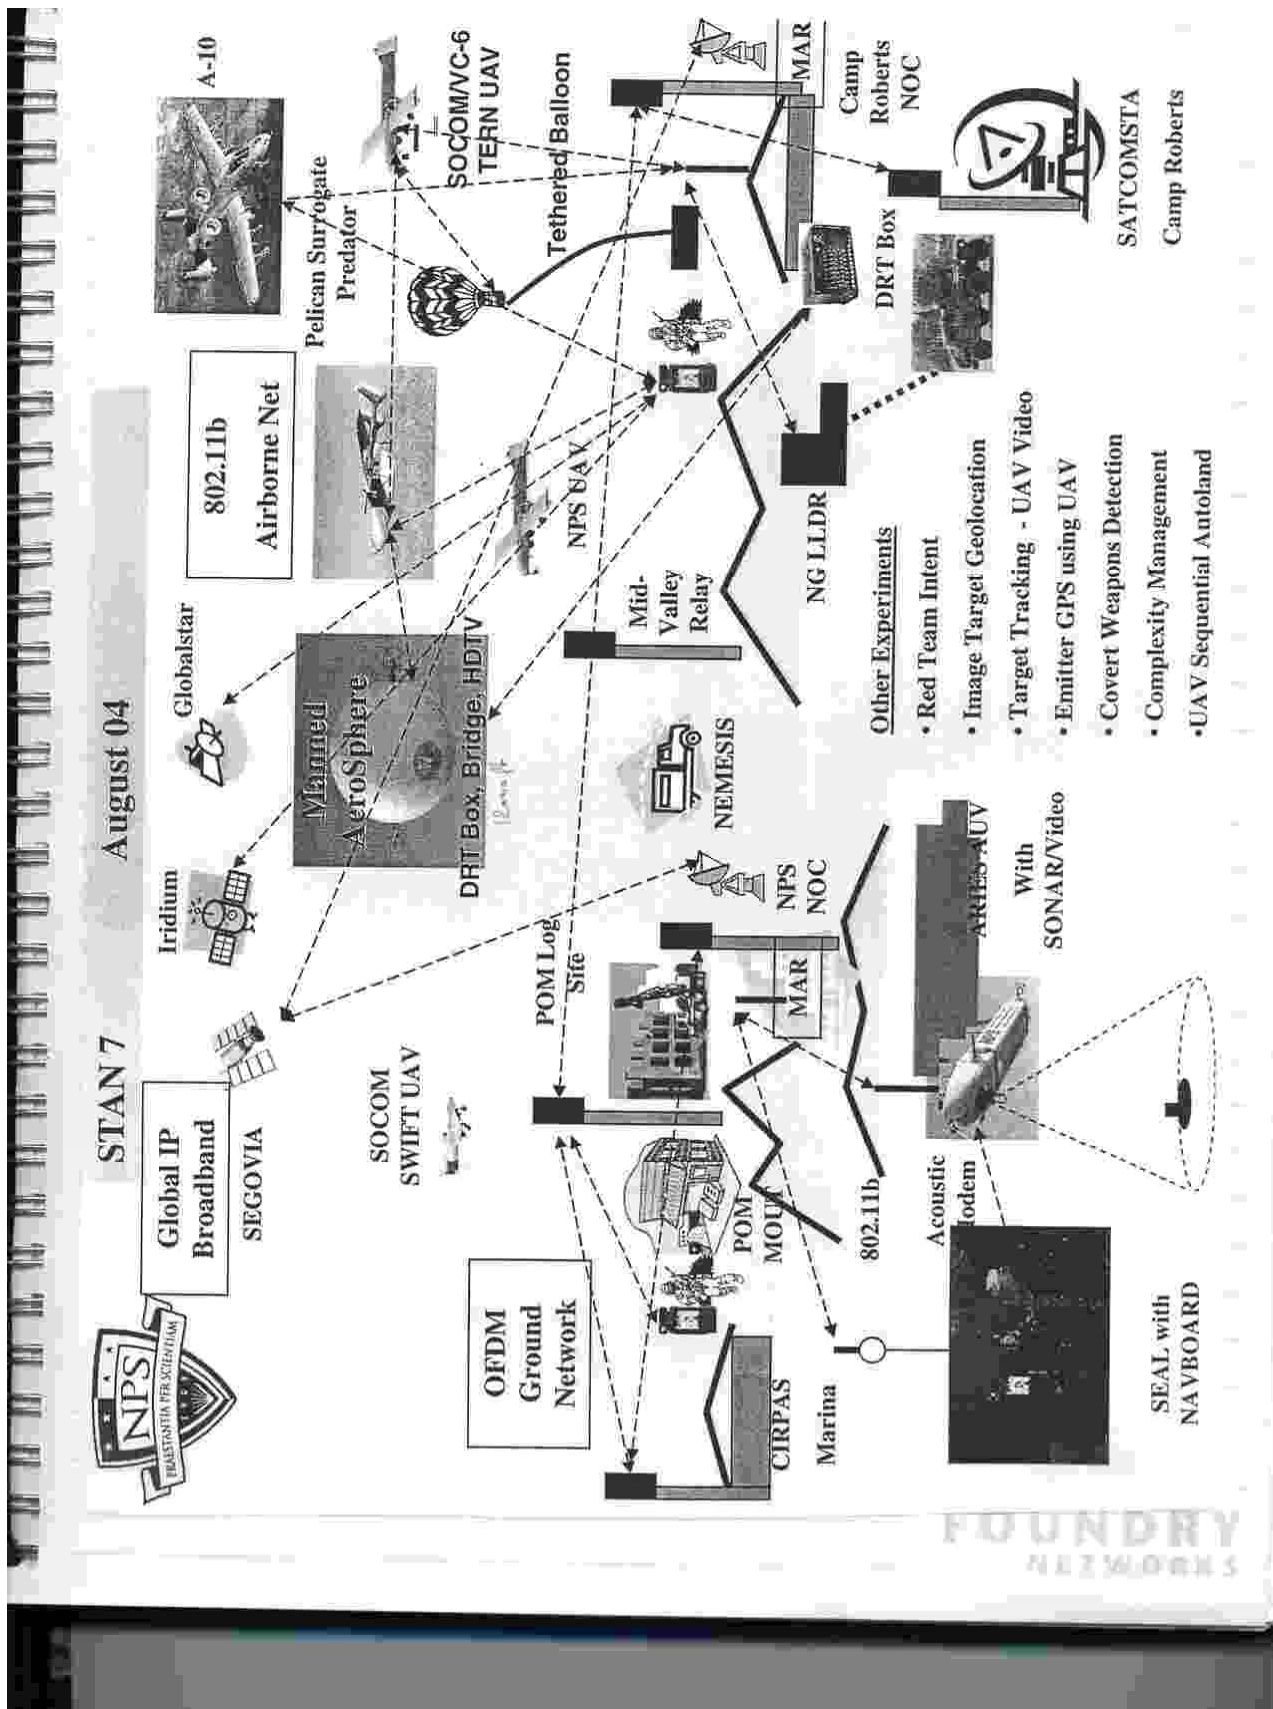 STAN 7
August 04
NPS
PRAESTANTIA PER SCIENTIAM
Global IP
Broadband
SEGOVIA
Iridium
Globalstar
802.11b
Airborne Net
A-10
Pelican Surrogate
Predator
SOCOM/VC-6
TERN UAV
Tethered Balloon
Manned
AeroSphere
DRT Box, Bridge, HDTV
NPS UAV
SOCOM
SWIFT UAV
OFDM
Ground
Network
POM Log
Site
Mid-
Valley
Relay
MAR
Camp
Roberts
NOC
NEMESIS
NPS
NOC
MAR
POM
MOUT
CIRPAS
Marina
802.11b
NG LLDR
DRT Box
SATCOMSTA
Camp Roberts
ARIES AUV
With
SONAR/Video
Acoustic
Modem
SEAL with
NAVBOARD
Other Experiments
• Red Team Intent
• Image Target Geolocation
• Target Tracking - UAV Video
• Emitter GPS using UAV
• Covert Weapons Detection
• Complexity Management
•UAV Sequential Autoland
FOUNDRY
NETWORKS